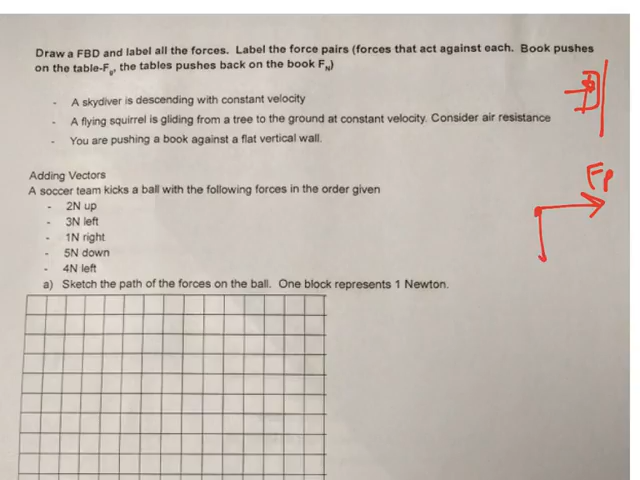 Draw a FBD and label all the forces. Label the force pairs (forces that act against each. Book pushes
on the table-Fg, the tables pushes back on the book FN)
- A skydiver is descending with constant velocity
- A flying squirrel is gliding from a tree to the ground at constant velocity. Consider air resistance
- You are pushing a book against a flat vertical wall.
Fp
Adding Vectors
A soccer team kicks a ball with the following forces in the order given
- 2N up
- 3N left
- 1N right
- 5N down
- 4N left
a) Sketch the path of the forces on the ball. One block represents 1 Newton.